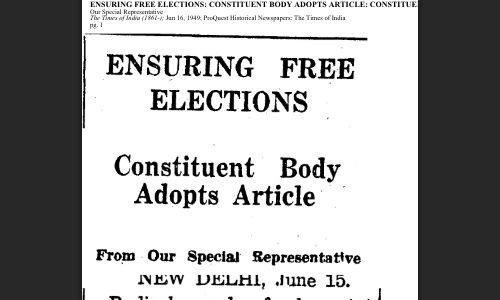 ENSURING FREE ELECTIONS: CONSTITUENT BODY ADOPTS ARTICLE: CONSTITUE
Our Special Representative
The Times of India (1861-); Jun 16, 1949; ProQuest Historical Newspapers: The Times of India
pg. 1
ENSURING FREE
ELECTIONS
Constituent Body
Adopts Article
From Our Special Representative
NEW DELHI, June 15.